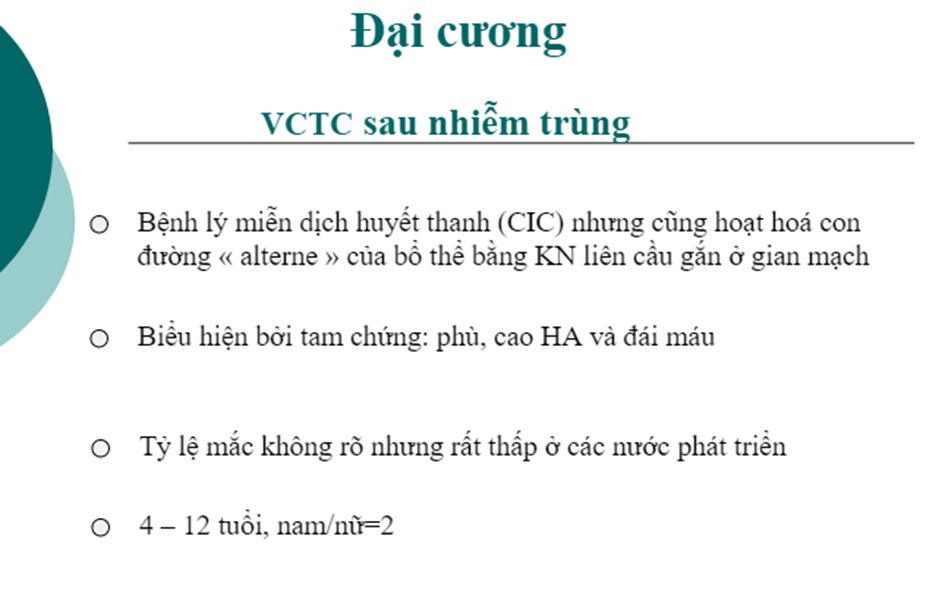 Đại cương
VCTC sau nhiễm trùng
Bệnh lý miễn dịch huyết thanh (CIC) nhưng cũng hoạt hoá con
đường « alterne » của bổ thể bằng KN liên cầu gắn ở gian mạch
Biểu hiện bởi tam chứng: phù, cao HA và đái máu
Tỷ lệ mắc không rõ nhưng rất thấp ở các nước phát triển
4 – 12 tuổi, nam/nữ=2